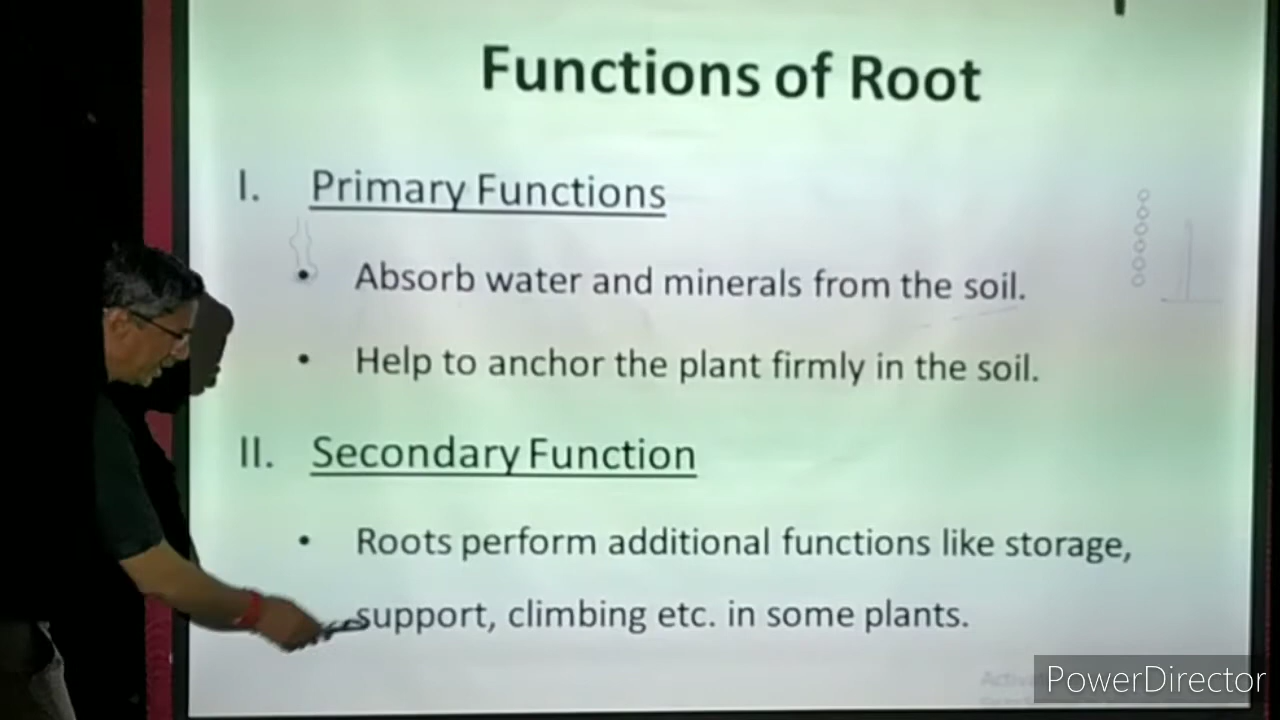 Functions of Root
I. Primary Functions
• Absorb water and minerals from the soil.
• Help to anchor the plant firmly in the soil.
II. Secondary Function
• Roots perform additional functions like storage,
support, climbing etc. in some plants.
PowerDirector